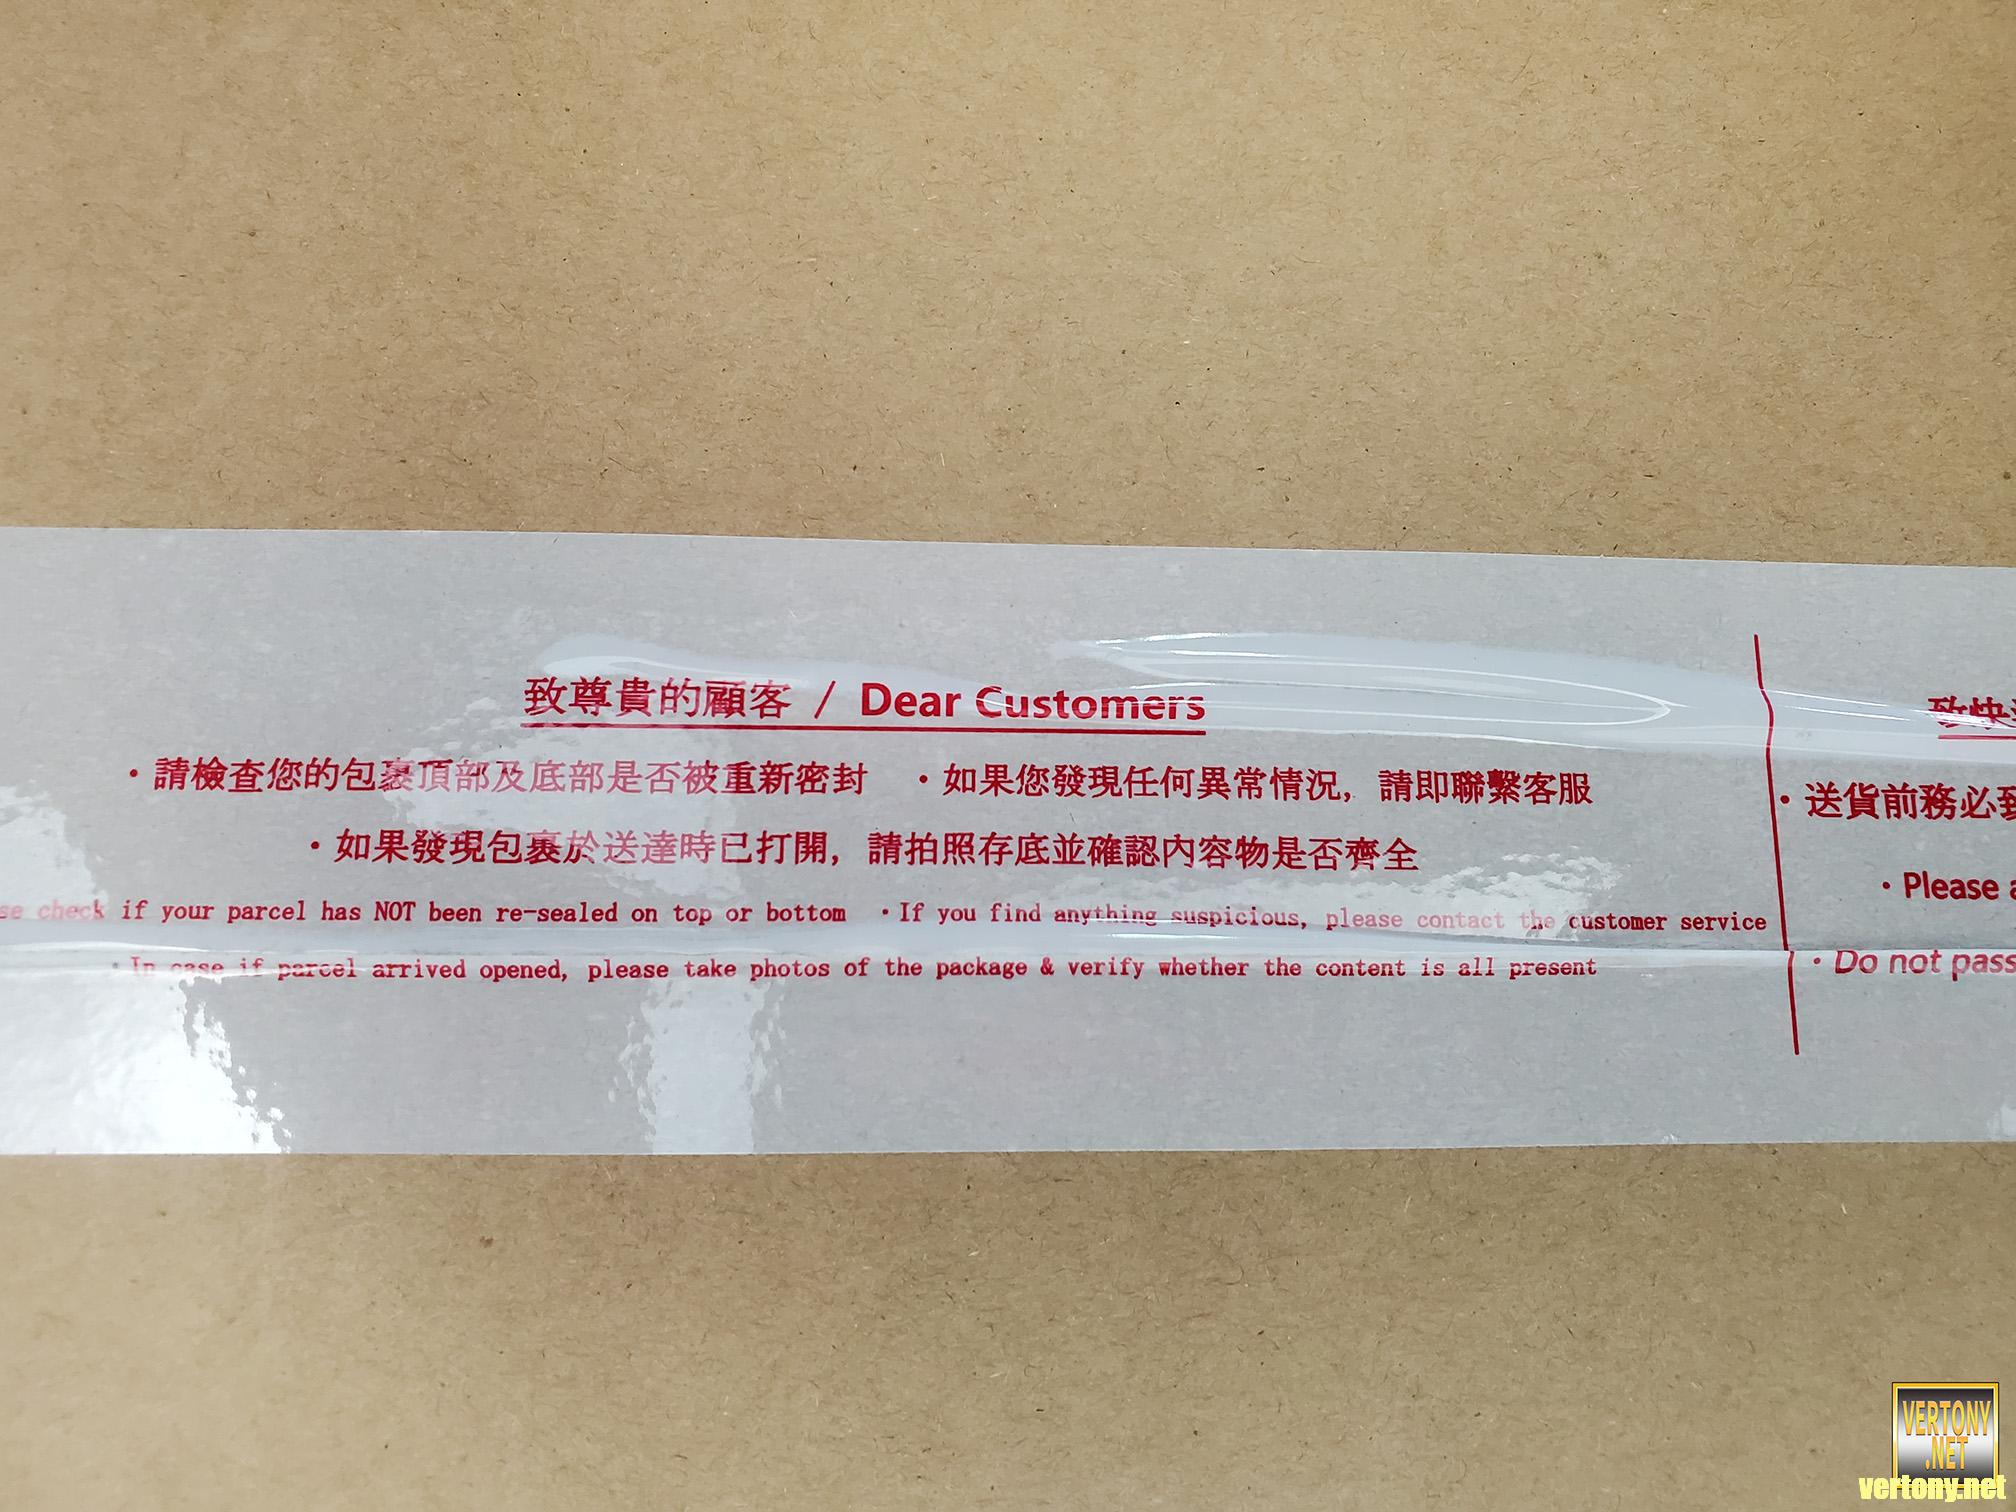 致尊貴的顧客 / Dear Customers
・請檢查您的包裹頂部及底部是否被重新密封 ・如果您發現任何異常情況，請即聯繫客服
・如果發現包裹於送達時已打開，請拍照存底並確認內容物是否齊全
se check if your parcel has NOT been re-sealed on top or bottom ・If you find anything suspicious, please contact the customer service
・In case if parcel arrived opened, please take photos of the package & verify whether the content is all present
致快
・送貨前務必致
・Please a
・Do not pass
VERTONY
.NET
vertony.net